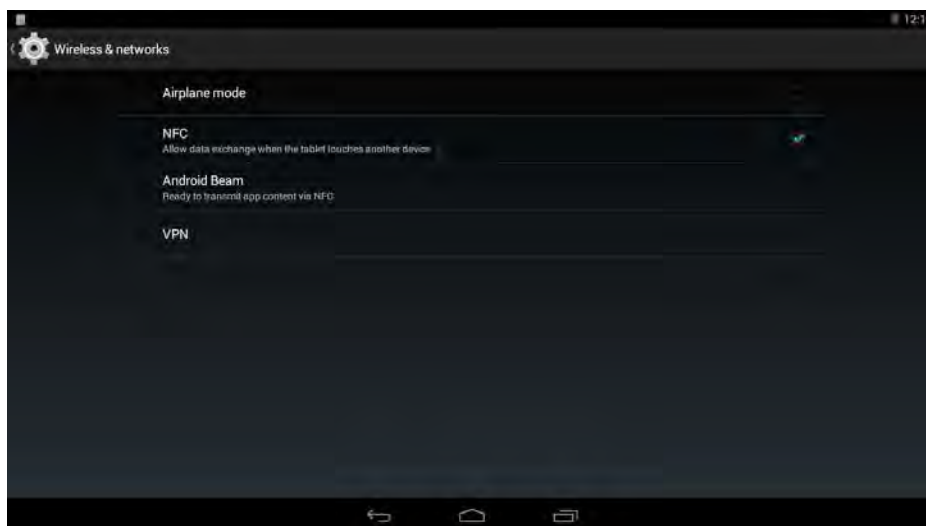 12:1
Wireless & networks
Airplane mode
NFC
Allow data exchange when the tablet touches another device
Android Beam
Ready to transmit app content via NFC
VPN